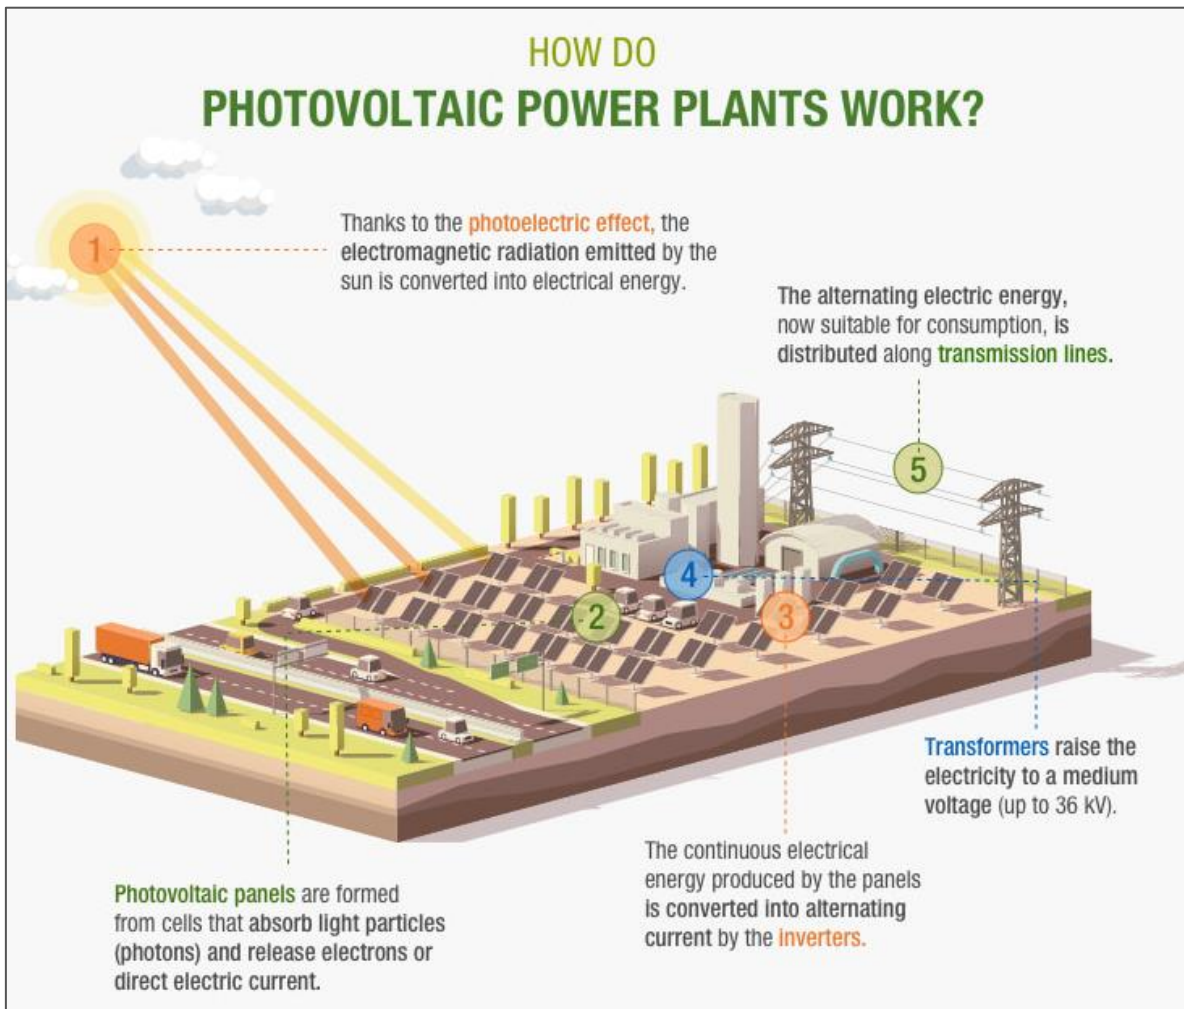 HOW DO
PHOTOVOLTAIC POWER PLANTS WORK?
1
Thanks to the photoelectric effect, the
electromagnetic radiation emitted by the
sun is converted into electrical energy.
The alternating electric energy,
now suitable for consumption, is
distributed along transmission lines.
5
4
2
3
Transformers raise the
electricity to a medium
voltage (up to 36 kV).
The continuous electrical
energy produced by the panels
is converted into alternating
current by the inverters.
Photovoltaic panels are formed
from cells that absorb light particles
(photons) and release electrons or
direct electric current.